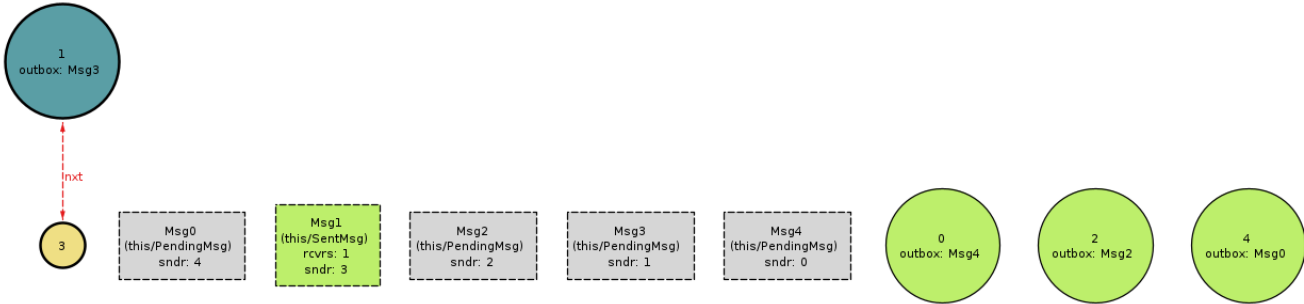 1
outbox: Msg3
nxt
3
Msg0
(this/PendingMsg)
sndr: 4
Msg1
(this/SentMsg)
rcvrs: 1
sndr: 3
Msg2
(this/PendingMsg)
sndr: 2
Msg3
(this/PendingMsg)
sndr: 1
Msg4
(this/PendingMsg)
sndr: 0
0
outbox: Msg4
2
outbox: Msg2
4
outbox: Msg0